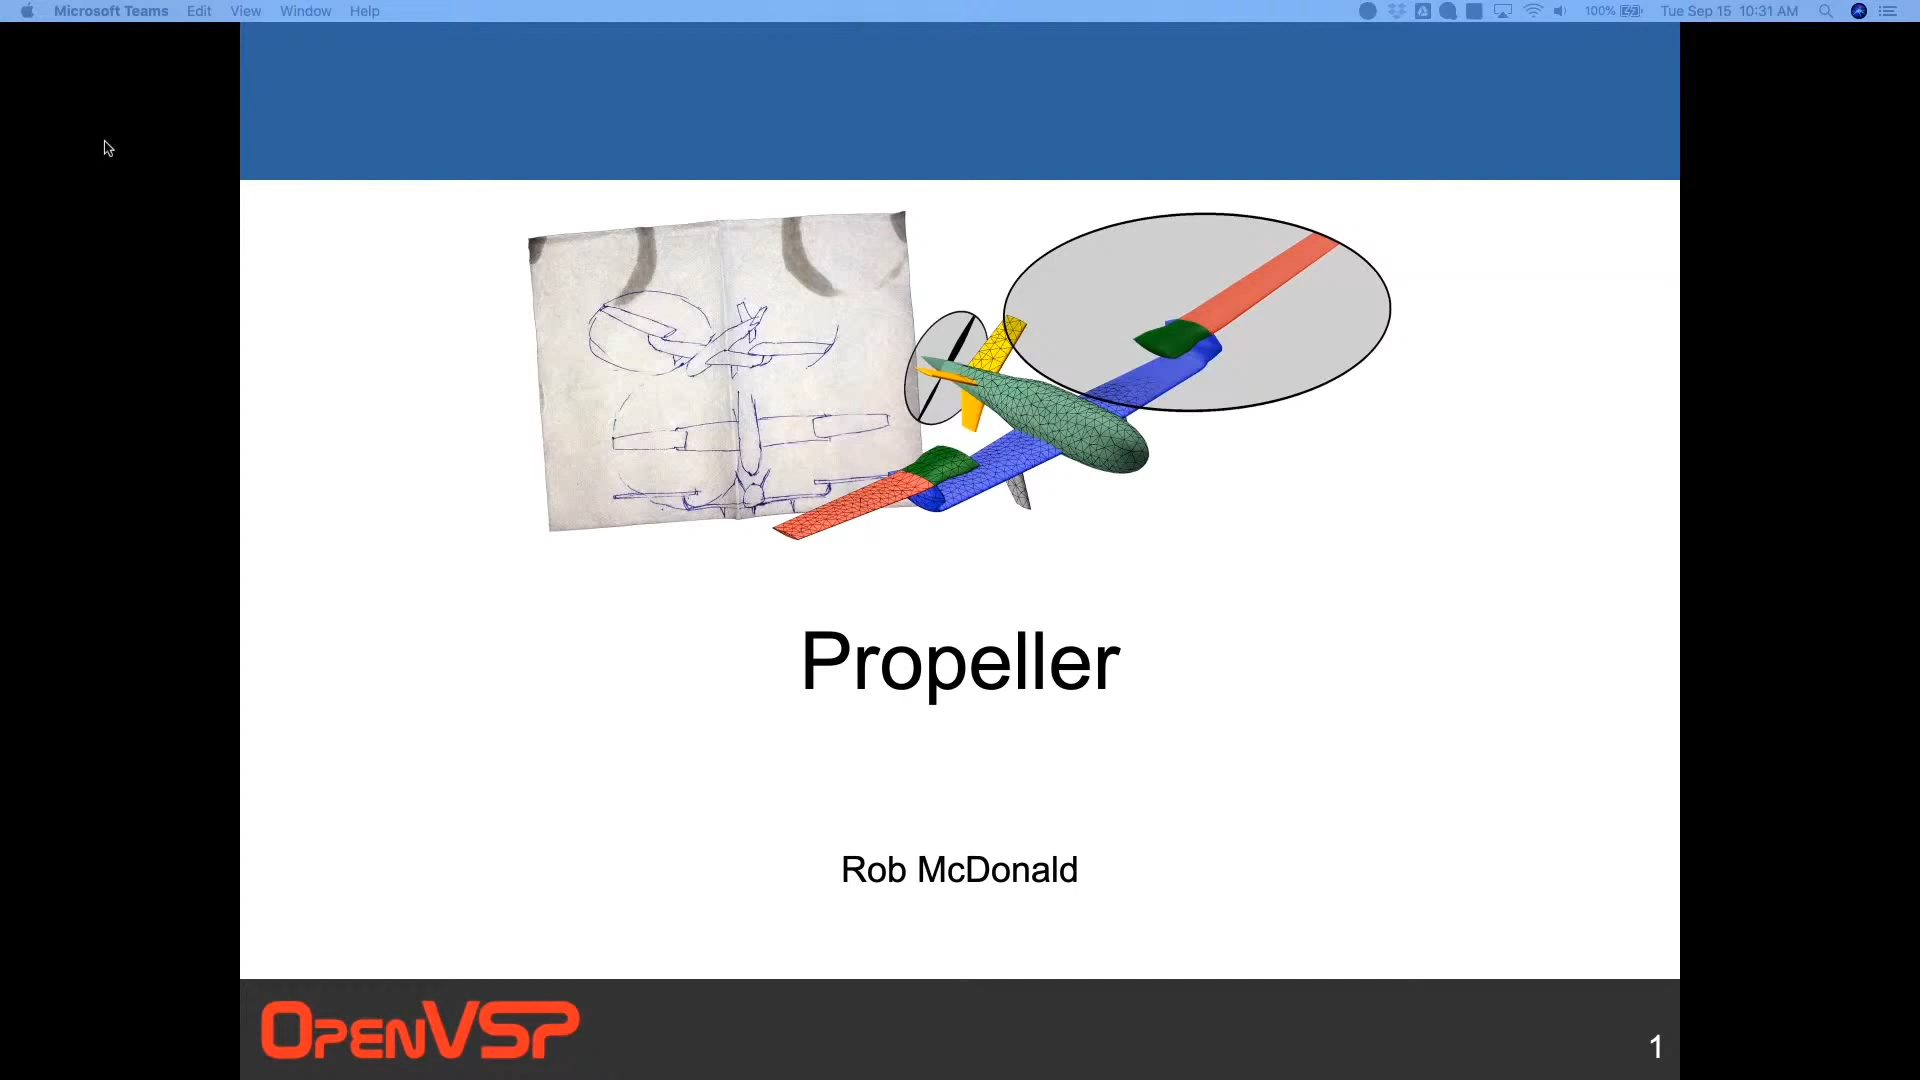 Microsoft Teams Edit View Window Help 100% Tue Sep 15 10:31 AM
Propeller
Rob McDonald
OPENVSP
1